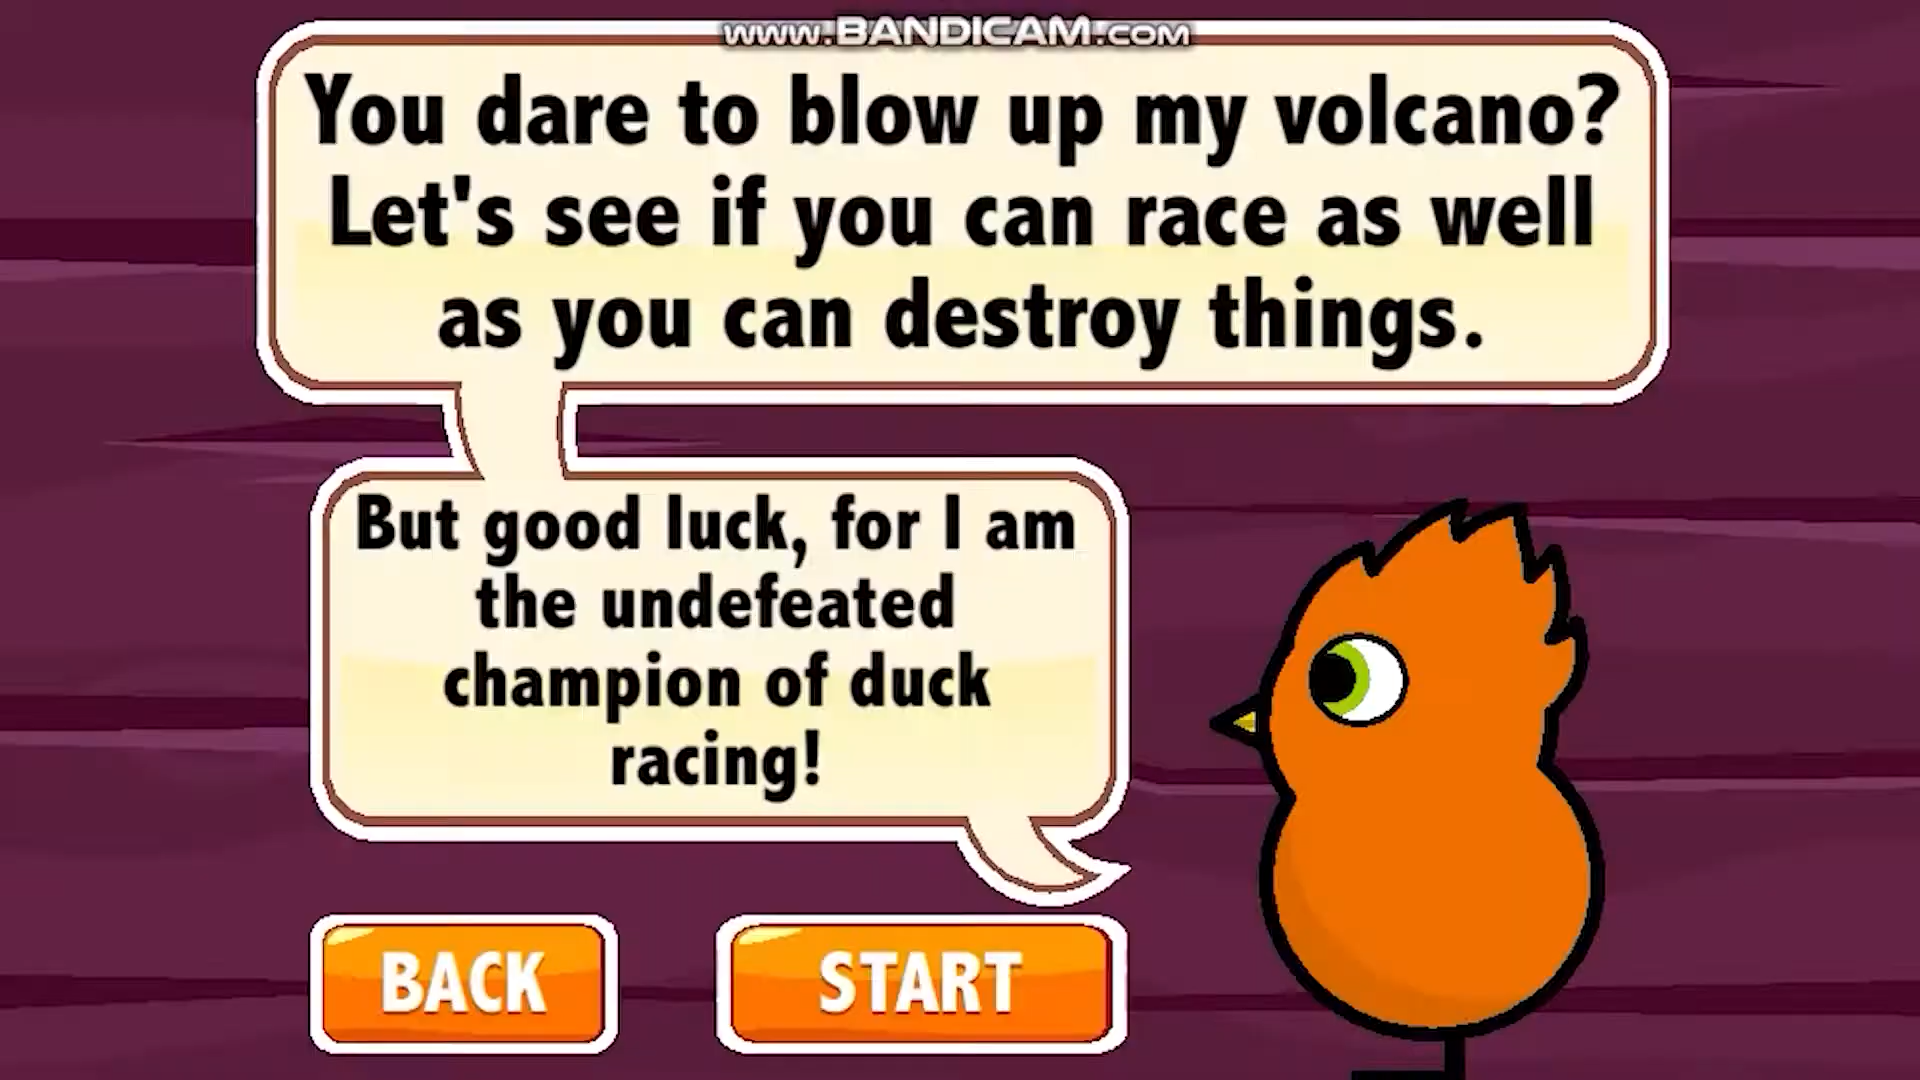 www.BANDICAM.com
You dare to blow up my volcano?
Let's see if you can race as well
as you can destroy things.
But good luck, for I am
the undefeated
champion of duck
racing!
BACK
START